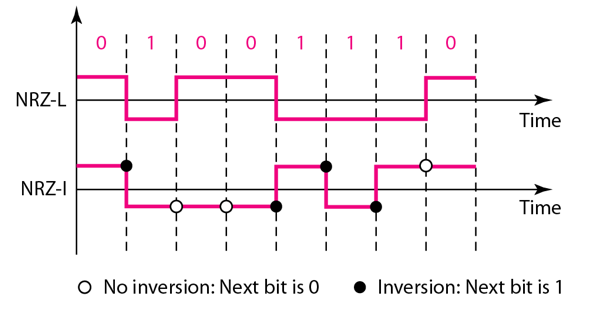 0 1 0 0 1 1 1 0
NRZ-L
Time
NRZ-I
Time
No inversion: Next bit is 0
Inversion: Next bit is 1